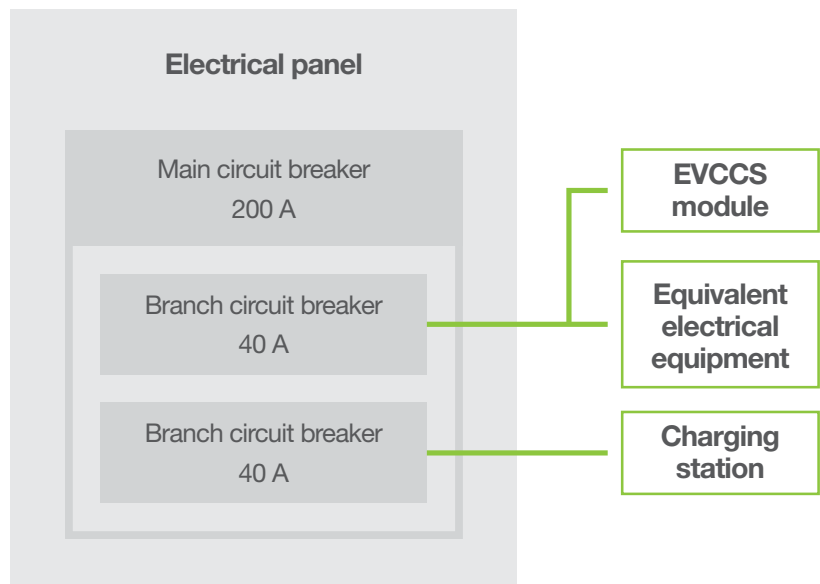 Electrical panel
Main circuit breaker
200 A
Branch circuit breaker
40 A
Branch circuit breaker
40 A
EVCCS
module
Equivalent
electrical
equipment
Charging
station